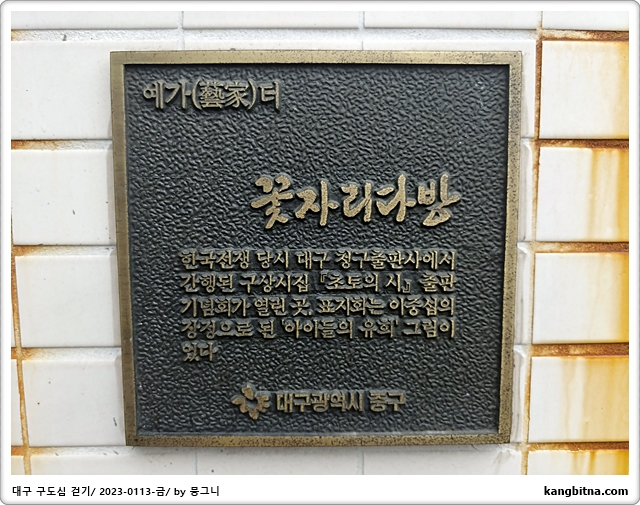 예가(藝家)터
꽃자리다방
한국전쟁 당시 대구 청구출판사에서
간행된 구상시집 『초토의 시』 출판
기념회가 열린 곳. 표지화는 이중섭의
장정으로 된 '아이들의 유희' 그림이
있다
대구광역시 중구
대구 구도심 걷기/ 2023-0113-금/ by 몽그니
kangbitna.com